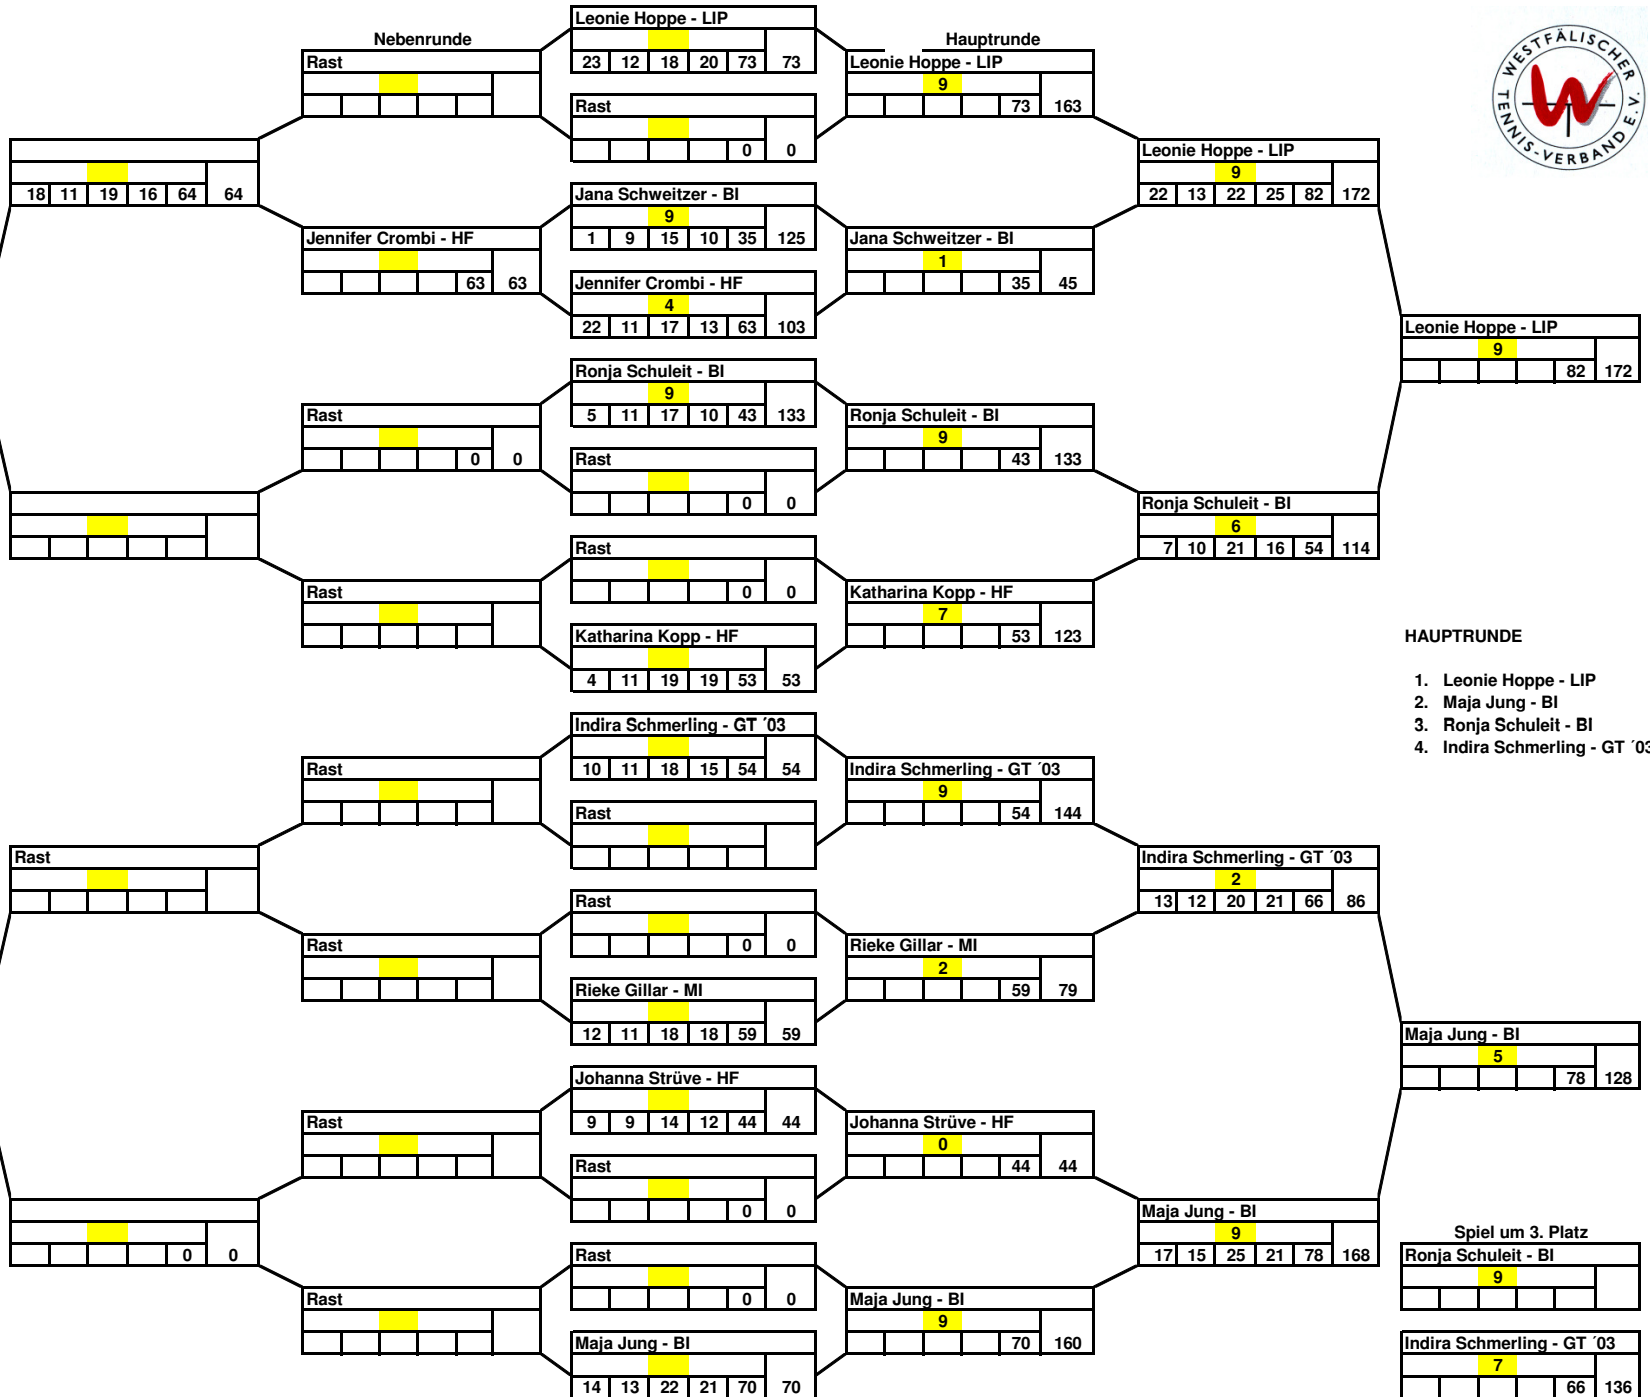 Nebenrunde
Hauptrunde
WESTFÄLISCHER TENNIS-VERBAND E.V.
18 11 19 16 64 64
0 0
Rast
Rast
Jennifer Crombi - HF
63 63
Rast
0 0
Rast
Rast
Rast
Rast
Rast
Leonie Hoppe - LIP
23 12 18 20 73 73
Rast
0 0
Jana Schweitzer - BI
9
1 9 15 10 35 125
Jennifer Crombi - HF
4
22 11 17 13 63 103
Ronja Schuleit - BI
9
5 11 17 10 43 133
Rast
0 0
Rast
0 0
Katharina Kopp - HF
4 11 19 19 53 53
Indira Schmerling - GT ´03
10 11 18 15 54 54
Rast
Rast
0 0
Rieke Gillar - MI
12 11 18 18 59 59
Johanna Strüve - HF
9 9 14 12 44 44
Rast
0 0
Rast
0 0
Maja Jung - BI
14 13 22 21 70 70
Leonie Hoppe - LIP
9
73 163
Jana Schweitzer - BI
1
35 45
Ronja Schuleit - BI
9
43 133
Katharina Kopp - HF
7
53 123
Indira Schmerling - GT ´03
9
54 144
Rieke Gillar - MI
2
59 79
Johanna Strüve - HF
0
44 44
Maja Jung - BI
9
70 160
Leonie Hoppe - LIP
9
22 13 22 25 82 172
Ronja Schuleit - BI
6
7 10 21 16 54 114
Indira Schmerling - GT ´03
2
13 12 20 21 66 86
Maja Jung - BI
9
17 15 25 21 78 168
Leonie Hoppe - LIP
9
82 172
HAUPTRUNDE
1. Leonie Hoppe - LIP
2. Maja Jung - BI
3. Ronja Schuleit - BI
4. Indira Schmerling - GT ´03
Maja Jung - BI
5
78 128
Spiel um 3. Platz
Ronja Schuleit - BI
9
Indira Schmerling - GT ´03
7
66 136